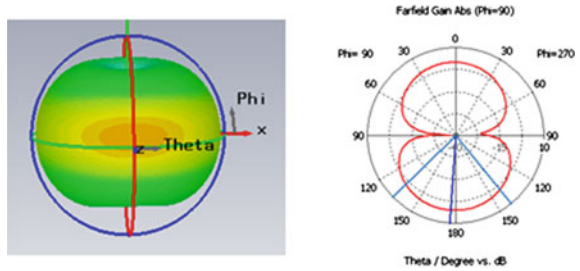 Phi
x
z
Theta
Farfield Gain Abs (Phi=90)
Phi= 90 30 0 30 Phi=270
60 60
90 90
10
120 120
150 150
180
Theta / Degree vs. dB